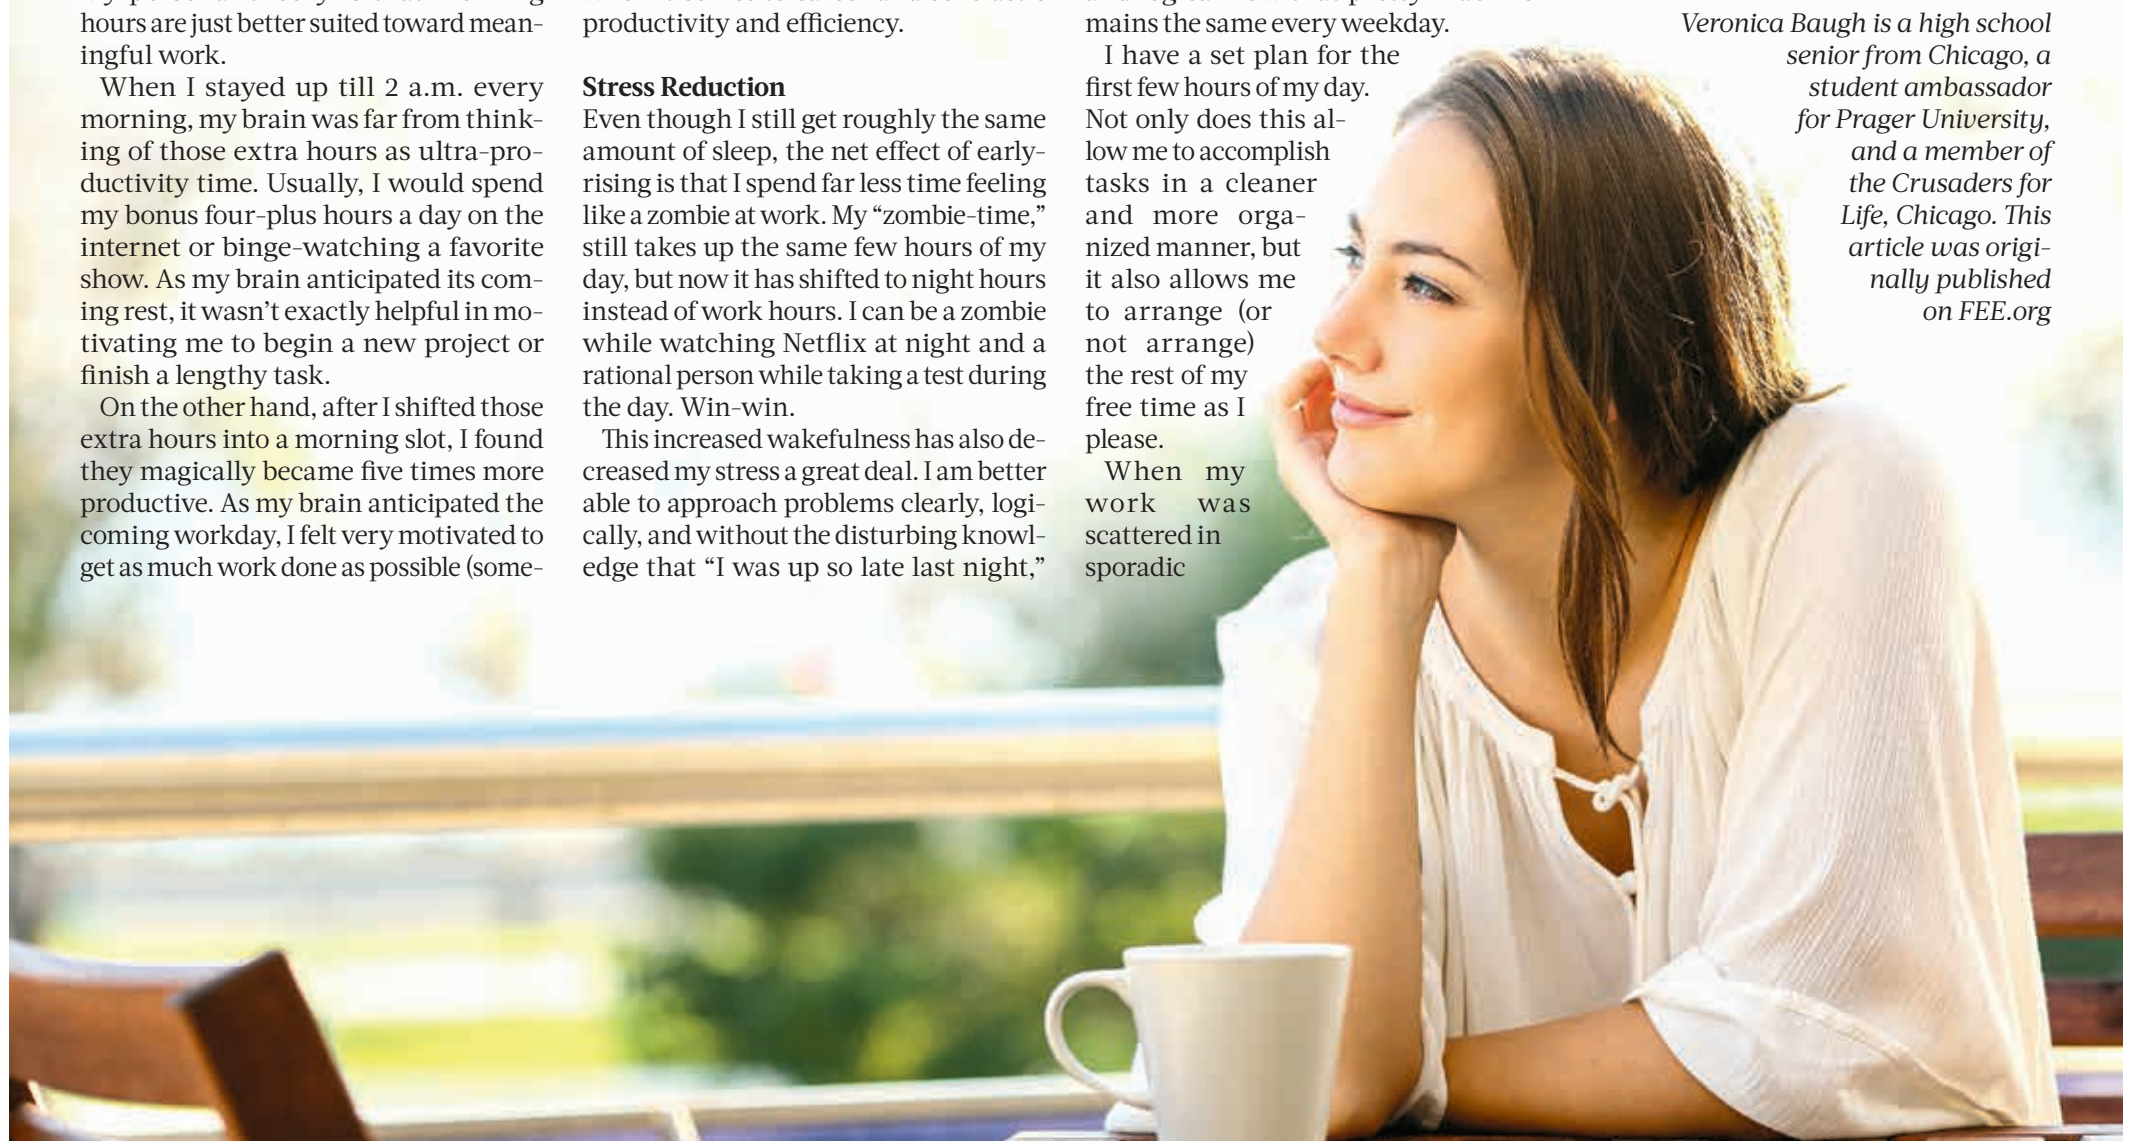 hours are just better suited toward mean-
ingful work.
When I stayed up till 2 a.m. every
morning, my brain was far from think-
ing of those extra hours as ultra-pro-
ductivity time. Usually, I would spend
my bonus four-plus hours a day on the
internet or binge-watching a favorite
show. As my brain anticipated its com-
ing rest, it wasn't exactly helpful in mo-
tivating me to begin a new project or
finish a lengthy task.
On the other hand, after I shifted those
extra hours into a morning slot, I found
they magically became five times more
productive. As my brain anticipated the
coming workday, I felt very motivated to
get as much work done as possible (some-
productivity and efficiency.
Stress Reduction
Even though I still get roughly the same
amount of sleep, the net effect of early-
rising is that I spend far less time feeling
like a zombie at work. My “zombie-time,”
still takes up the same few hours of my
day, but now it has shifted to night hours
instead of work hours. I can be a zombie
while watching Netflix at night and a
rational person while taking a test during
the day. Win-win.
This increased wakefulness has also de-
creased my stress a great deal. I am better
able to approach problems clearly, logi-
cally, and without the disturbing knowl-
edge that “I was up so late last night,”
mains the same every weekday.
I have a set plan for the
first few hours of my day.
Not only does this al-
low me to accomplish
tasks in a cleaner
and more orga-
nized manner, but
it also allows me
to arrange (or
not arrange)
the rest of my
free time as I
please.
When my
work was
scattered in
sporadic
Veronica Baugh is a high school
senior from Chicago, a
student ambassador
for Prager University,
and a member of
the Crusaders for
Life, Chicago. This
article was origi-
nally published
on FEE.org